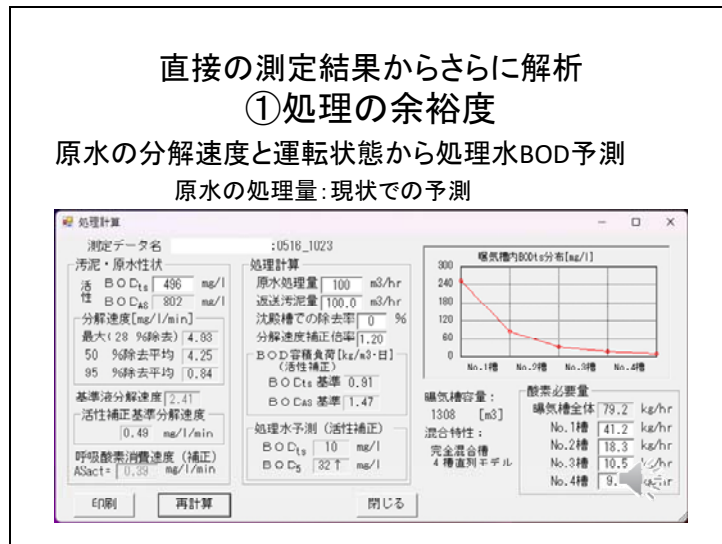 直接の測定結果からさらに解析
①処理の余裕度
原水の分解速度と運転状態から処理水BOD予測
原水の処理量:現状での予測
処理計算
測定データ名 :0516_1023
汚泥・原水性状
活性 BODts 496 mg/l
BODAS 802 mg/l
分解速度[mg/l/min]
最大(28 %除去) 4.93
50 %除去平均 4.25
95 %除去平均 0.84
基準液分解速度 2.41
活性補正基準分解速度
0.49 mg/l/min
呼吸酸素消費速度(補正)
ASact= 0.39 mg/l/min
処理計算
原水処理量 100 m3/hr
返送汚泥量 100.0 m3/hr
沈殿槽での除去率 0 %
分解速度補正倍率 1.20
BOD容積負荷[kg/m3・日]
(活性補正)
BODts 基準 0.91
BODAS 基準 1.47
処理水予測(活性補正)
BODts 10 mg/l
BOD5 32↑ mg/l
曝気槽内BODts分布[mg/l]
300
240
180
120
60
0
No.1槽 No.2槽 No.3槽 No.4槽
曝気槽容量:
1308 [m3]
混合特性:
完全混合槽
4槽直列モデル
酸素必要量
曝気槽全体 79.2 kg/hr
No.1槽 41.2 kg/hr
No.2槽 18.3 kg/hr
No.3槽 10.5 kg/hr
No.4槽 9.
印刷 再計算 閉じる